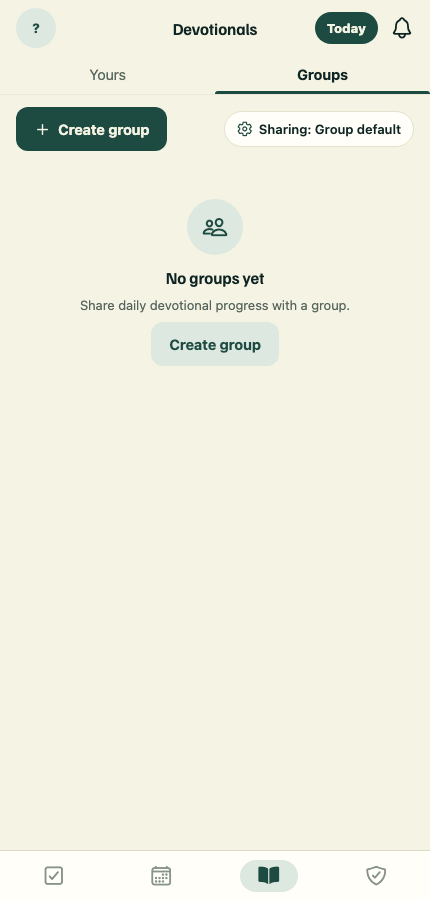 ?
Devotionals
Today
Yours
Groups
+ Create group
Sharing: Group default
No groups yet
Share daily devotional progress with a group.
Create group